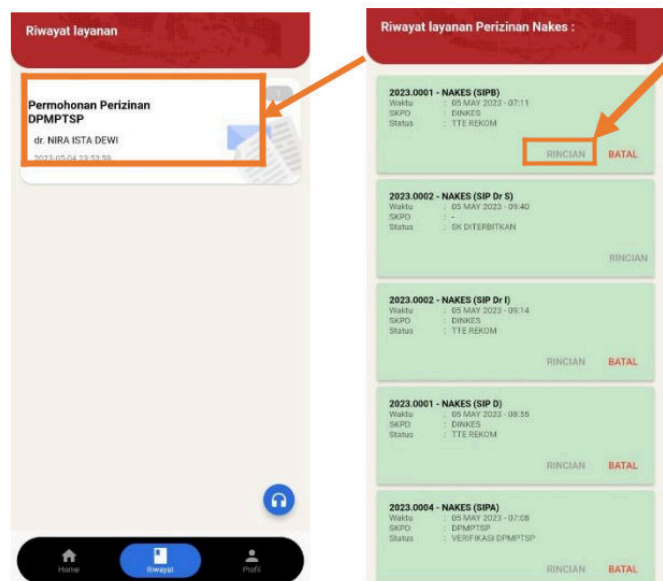 Riwayat layanan
Permohonan Perizinan
DPMPTSP
dr. NIRA ISTA DEWI
2023-05-04 23:53:59
Home
Riwayat
Profil
Riwayat layanan Perizinan Nakes :
2023.0001 - NAKES (SIPB)
Waktu : 05 MAY 2023 - 07:11
SKPD : DINKES
Status : TTE REKOM
RINCIAN BATAL
2023.0002 - NAKES (SIP Dr S)
Waktu : 05 MAY 2023 - 09:40
SKPD : -
Status : SK DITERBITKAN
RINCIAN
2023.0002 - NAKES (SIP Dr I)
Waktu : 05 MAY 2023 - 09:14
SKPD : DINKES
Status : TTE REKOM
RINCIAN BATAL
2023.0001 - NAKES (SIP D)
Waktu : 05 MAY 2023 - 08:
SKPD : DINKES
Status : TTE REKOM
RINCIAN BATAL
2023.0004 - NAKES (SIPA)
Waktu : 05 MAY 2023 - 07:08
SKPD : DPMPTSP
Status : VERIFIKASI DPMPTSP
RINCIAN BATAL